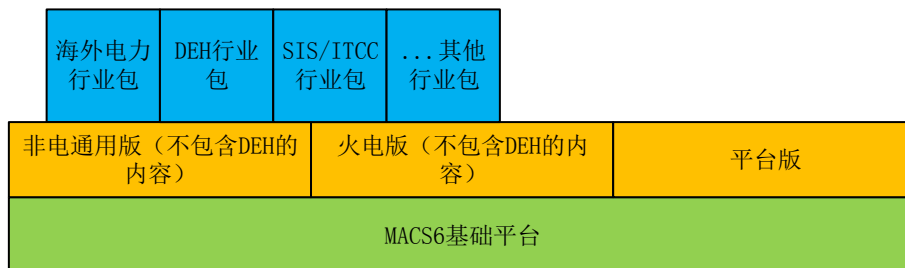 海外电力
行业包
DEH行业
包
SIS/ITCC
行业包
...其他
行业包
非电通用版（不包含DEH的
内容）
火电版（不包含DEH的内
容）
平台版
MACS6基础平台